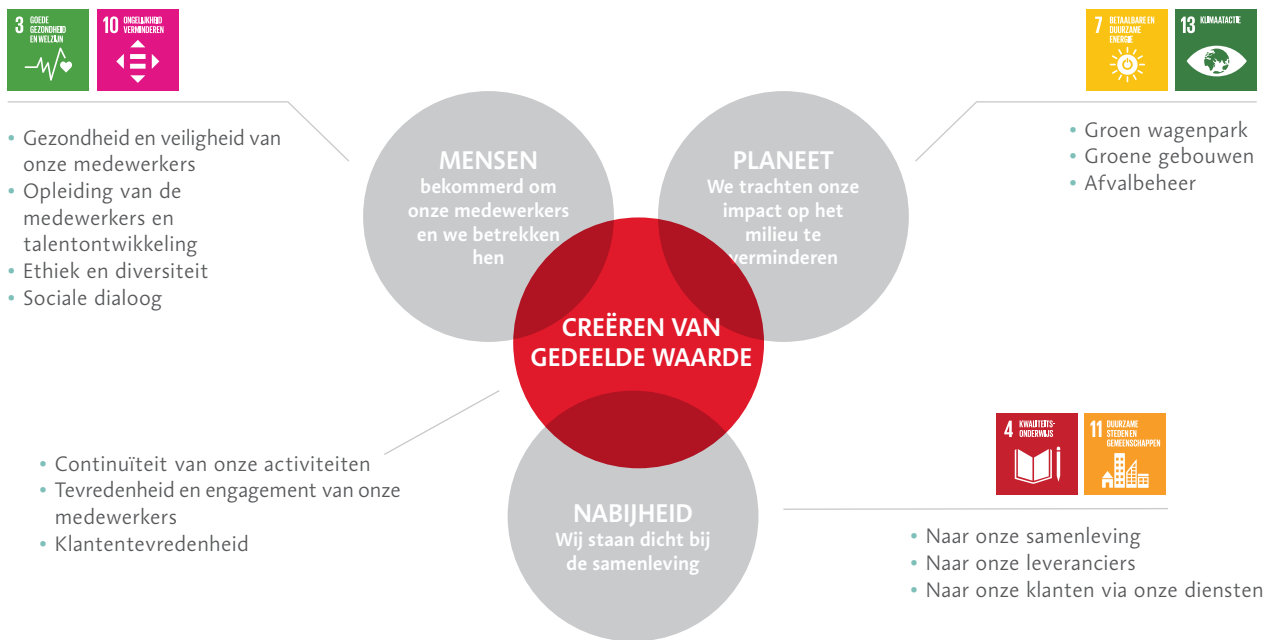 3 GOEDE
GEZONDHEID
EN WELZIJN
10 ONGELIJKHEID
VERMINDEREN
• Gezondheid en veiligheid van
onze medewerkers
• Opleiding van de
medewerkers en
talentontwikkeling
• Ethiek en diversiteit
• Sociale dialoog
MENSEN
bekommerd om
onze medewerkers
en we betrekken
hen
PLANEET
We trachten onze
impact op het
milieu te
verminderen
7 BETAALBARE EN
DUURZAME
ENERGIE
13 KLIMAATACTIE
• Groen wagenpark
• Groene gebouwen
• Afvalbeheer
CREËREN VAN
GEDEELDE WAARDE
• Continuïteit van onze activiteiten
• Tevredenheid en engagement van onze
medewerkers
• Klantentevredenheid
NABIJHEID
Wij staan dicht bij
de samenleving
4 KWALITEITS-
ONDERWIJS
11 DUURZAME
STEDEN EN
GEMEENSCHAPPEN
• Naar onze samenleving
• Naar onze leveranciers
• Naar onze klanten via onze diensten